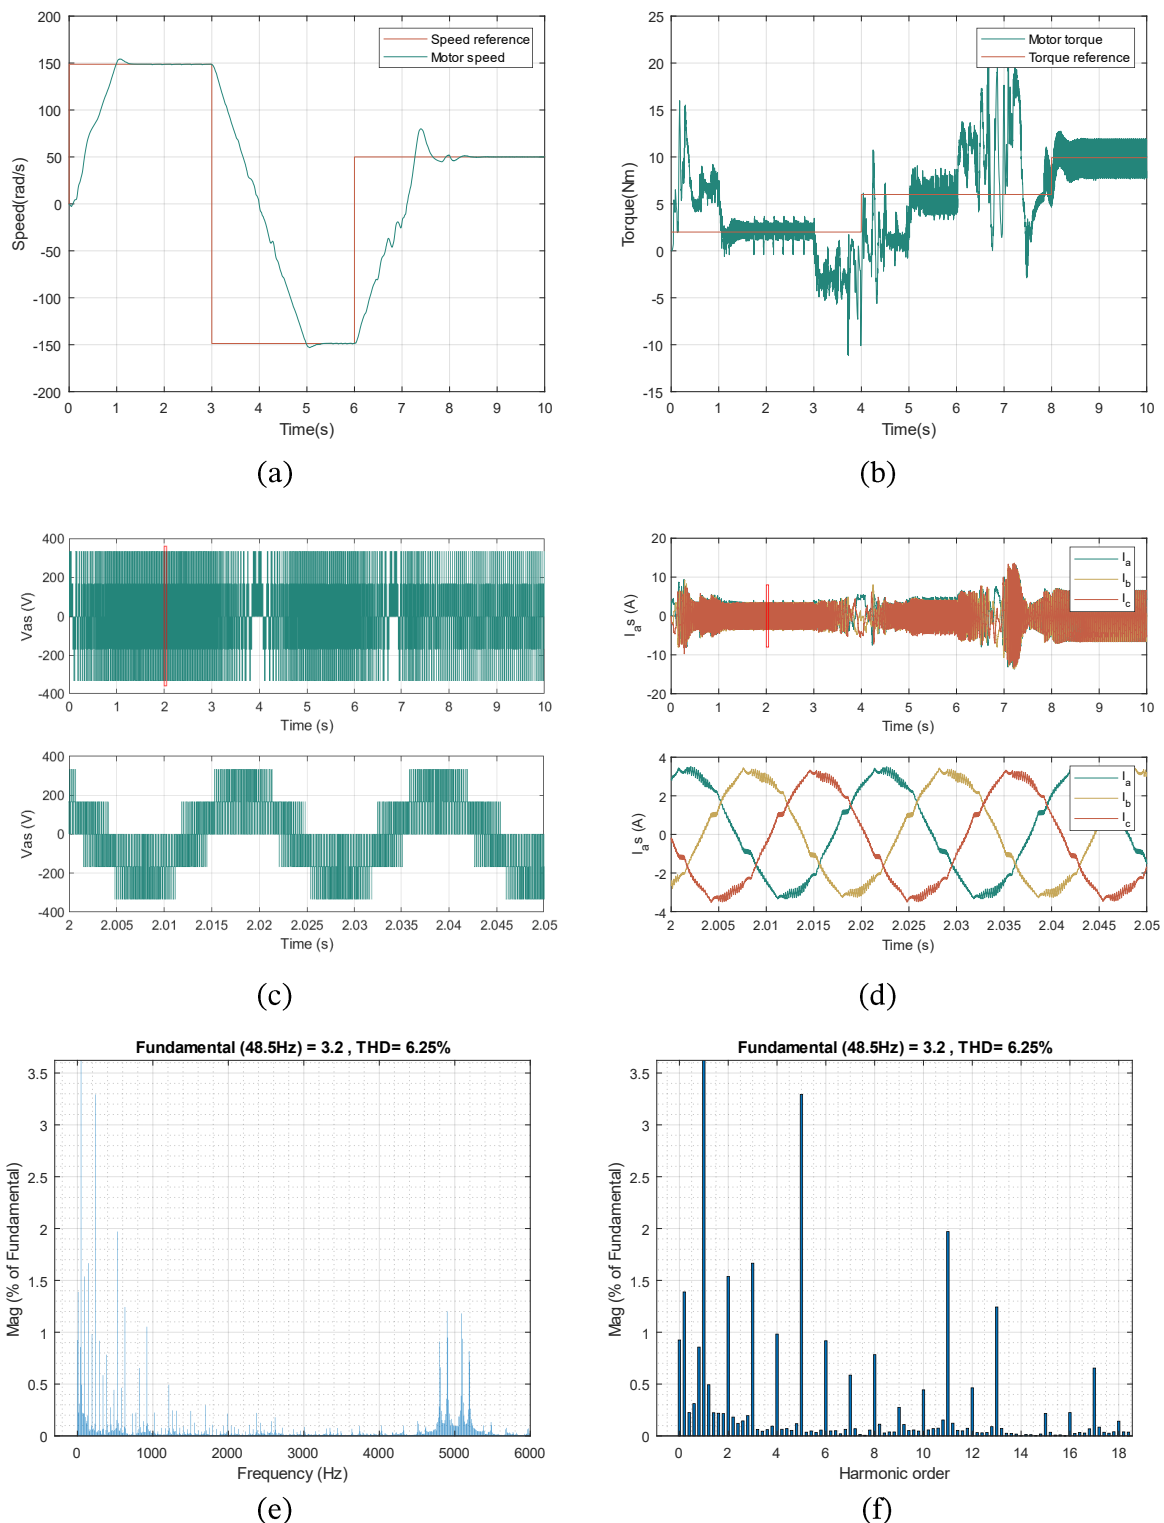 200
150
100
50
0
-50
-100
-150
-200
Speed(rad/s)
Speed reference
Motor speed
0 1 2 3 4 5 6 7 8 9 10
Time(s)
(a)
25
20
15
10
5
0
-5
-10
-15
Torque(Nm)
Motor torque
Torque reference
0 1 2 3 4 5 6 7 8 9 10
Time(s)
(b)
400
200
0
-200
-400
Vas (V)
0 1 2 3 4 5 6 7 8 9 10
Time (s)
400
200
0
-200
-400
Vas (V)
2 2.005 2.01 2.015 2.02 2.025 2.03 2.035 2.04 2.045 2.05
Time (s)
(c)
20
10
0
-10
-20
I_a s (A)
I_a
I_b
I_c
0 1 2 3 4 5 6 7 8 9 10
Time (s)
4
2
0
-2
-4
I_a s (A)
I_a
I_b
I_c
2 2.005 2.01 2.015 2.02 2.025 2.03 2.035 2.04 2.045 2.05
Time (s)
(d)
Fundamental (48.5Hz) = 3.2 , THD= 6.25%
3.5
3
2.5
2
1.5
1
0.5
0
Mag (% of Fundamental)
0 1000 2000 3000 4000 5000 6000
Frequency (Hz)
(e)
Fundamental (48.5Hz) = 3.2 , THD= 6.25%
3.5
3
2.5
2
1.5
1
0.5
0
Mag (% of Fundamental)
0 2 4 6 8 10 12 14 16 18
Harmonic order
(f)